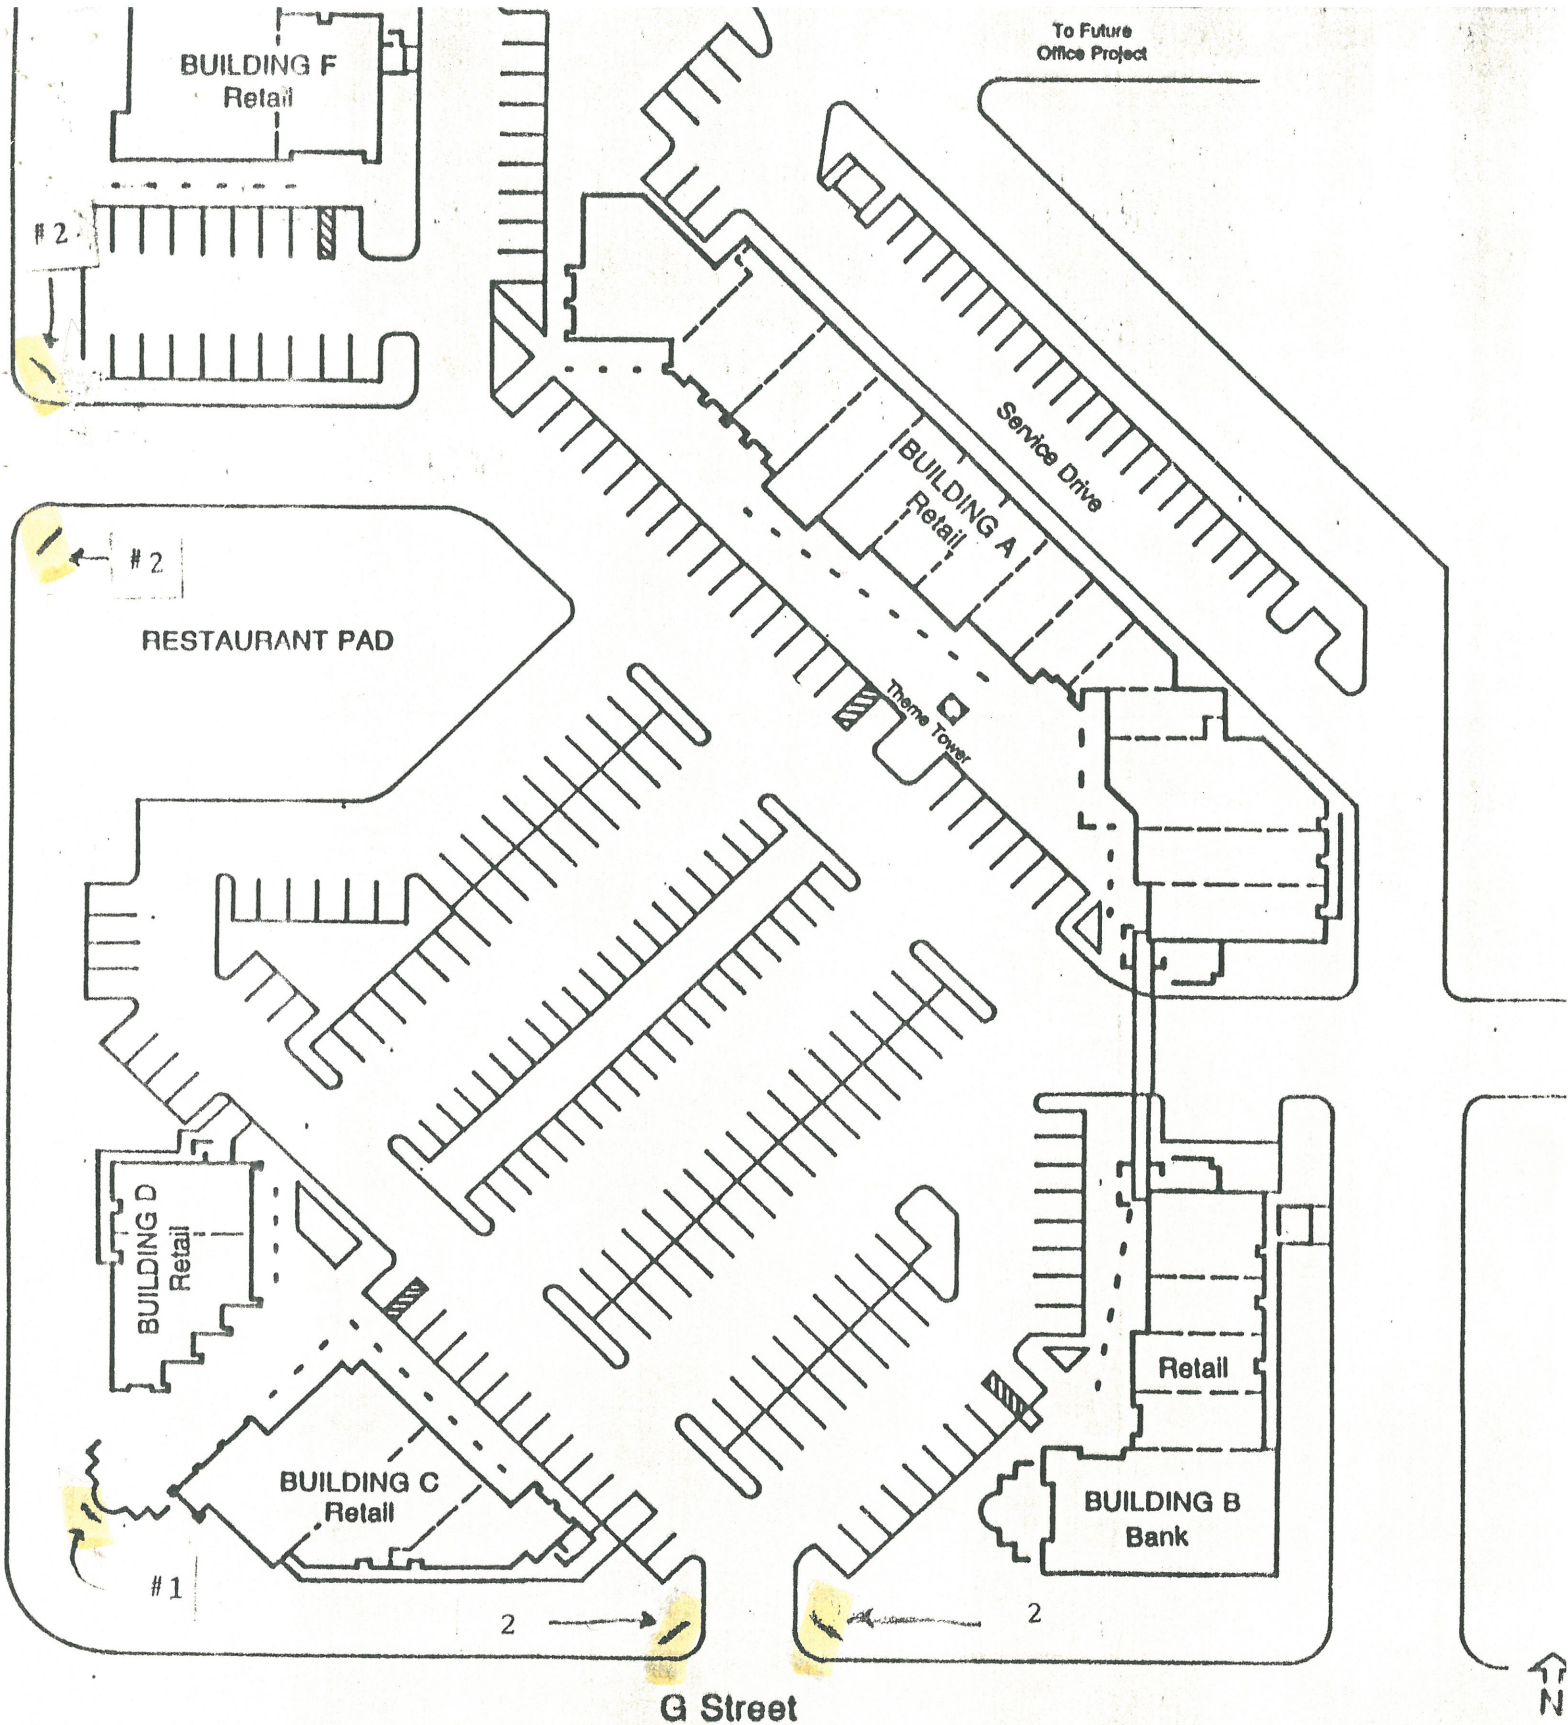 To Future
Office Project
BUILDING F
Retail
# 2
# 2
RESTAURANT PAD
Service Drive
BUILDING A
Retail
Theme Tower
BUILDING D
Retail
BUILDING C
Retail
Retail
BUILDING B
Bank
#1
2
2
G Street
N